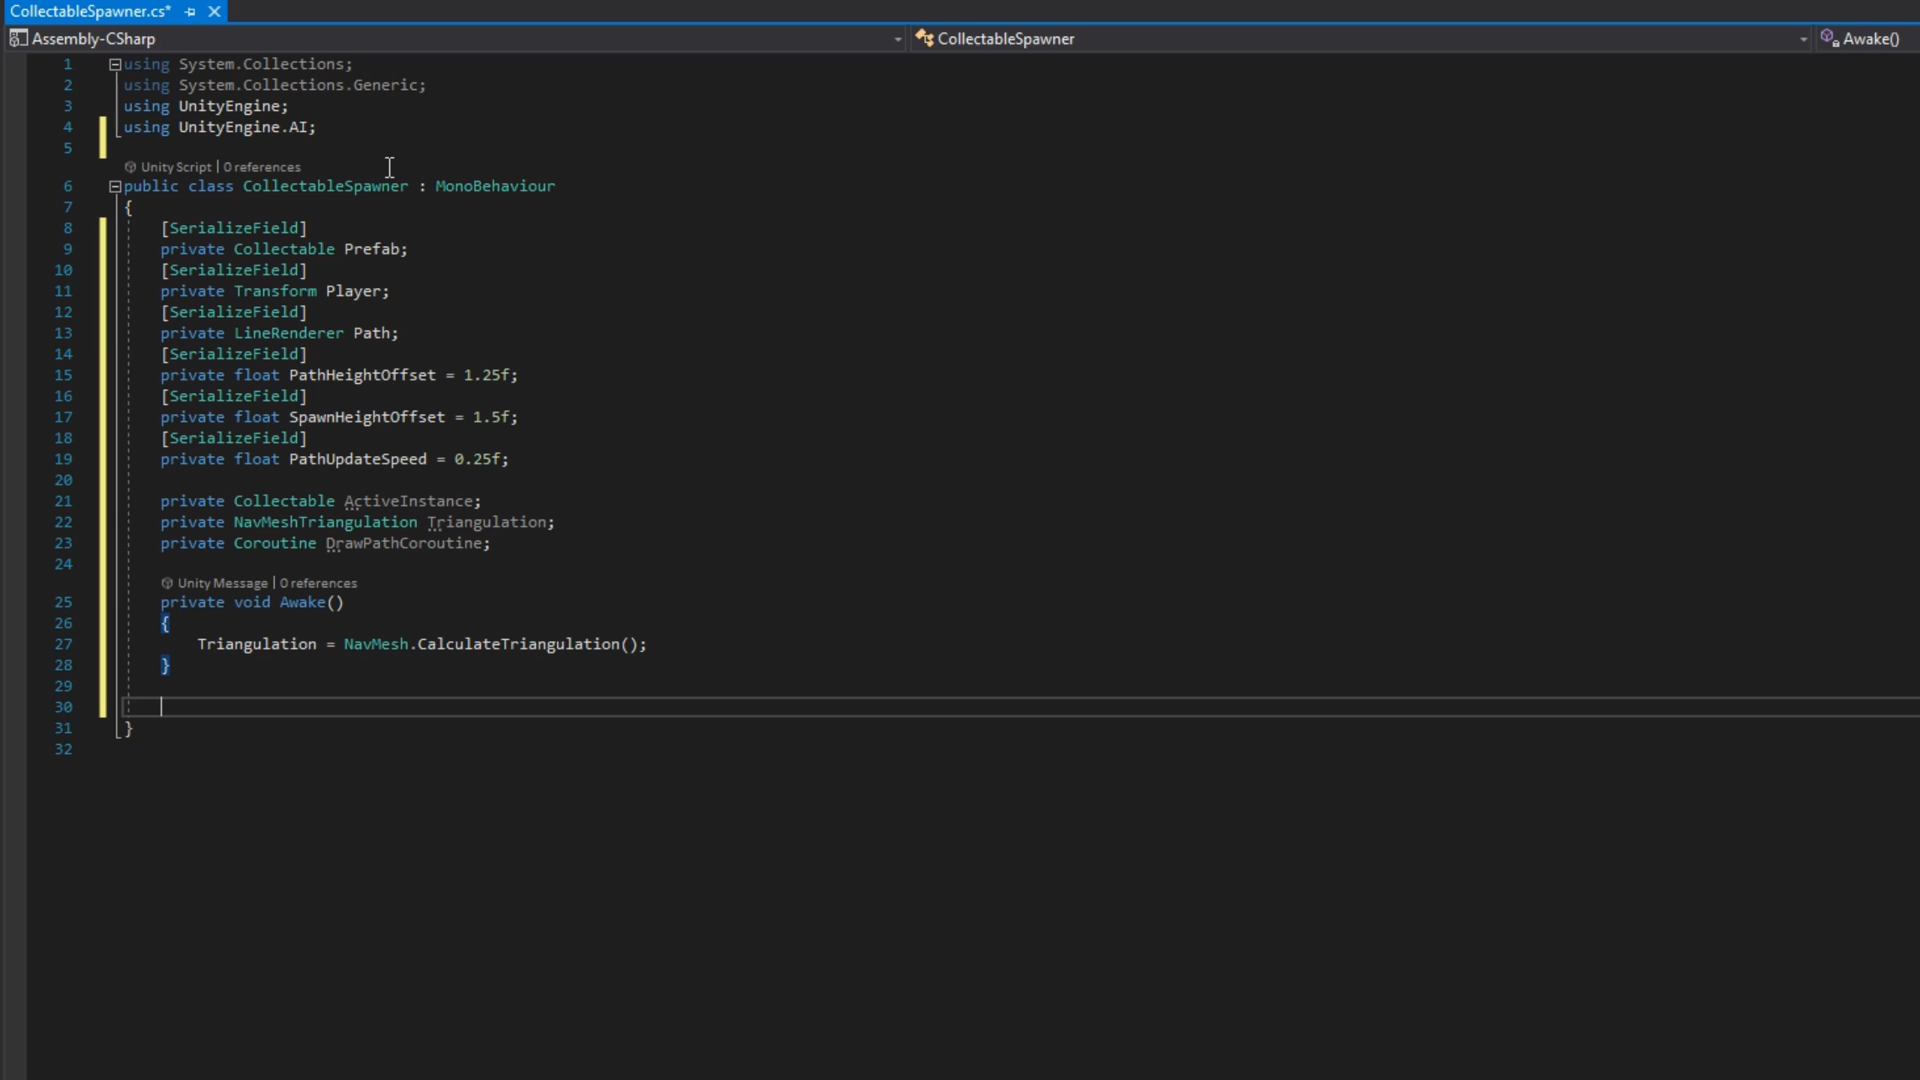 CollectableSpawner.cs*
Assembly-CSharp CollectableSpawner Awake()
1 using System.Collections;
2 using System.Collections.Generic;
3 using UnityEngine;
4 using UnityEngine.AI;
5
Unity Script | 0 references
6 public class CollectableSpawner : MonoBehaviour
7 {
8 [SerializeField]
9 private Collectable Prefab;
10 [SerializeField]
11 private Transform Player;
12 [SerializeField]
13 private LineRenderer Path;
14 [SerializeField]
15 private float PathHeightOffset = 1.25f;
16 [SerializeField]
17 private float SpawnHeightOffset = 1.5f;
18 [SerializeField]
19 private float PathUpdateSpeed = 0.25f;
20
21 private Collectable ActiveInstance;
22 private NavMeshTriangulation Triangulation;
23 private Coroutine DrawPathCoroutine;
24
Unity Message | 0 references
25 private void Awake()
26 {
27 Triangulation = NavMesh.CalculateTriangulation();
28 }
29
30
31 }
32